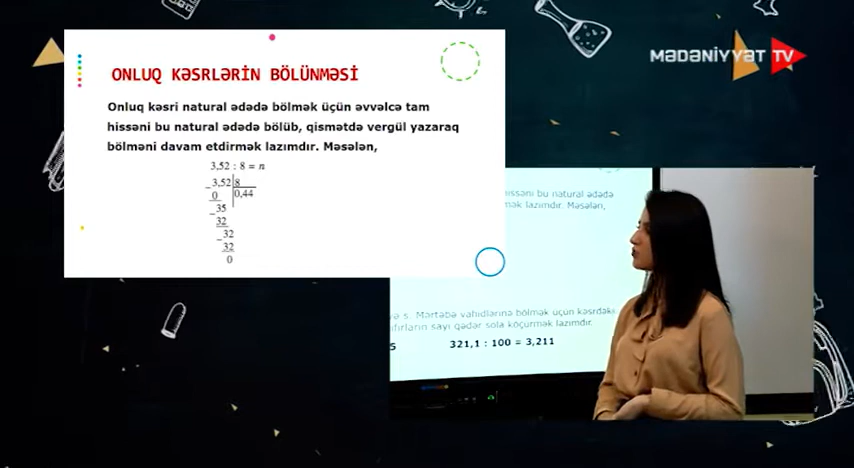 MƏDƏNİYYƏT TV
ONLUQ KƏSRLƏRİN BÖLÜNMƏSİ
Onluq kəsri natural ədədə bölmək üçün əvvəlcə tam
hissəni bu natural ədədə bölüb, qismətdə vergül yazaraq
bölməni davam etdirmək lazımdır. Məsələn,
3,52 : 8 = n
3,52 8
0 0,44
35
32
32
32
0
hissəni bu natural ədədə
lazımdır. Məsələn,
və s. Mərtəbə vahidlərinə bölmək üçün kəsrdəki
sayı qədər sola köçürmək lazımdır.
5 321,1 : 100 = 3,211